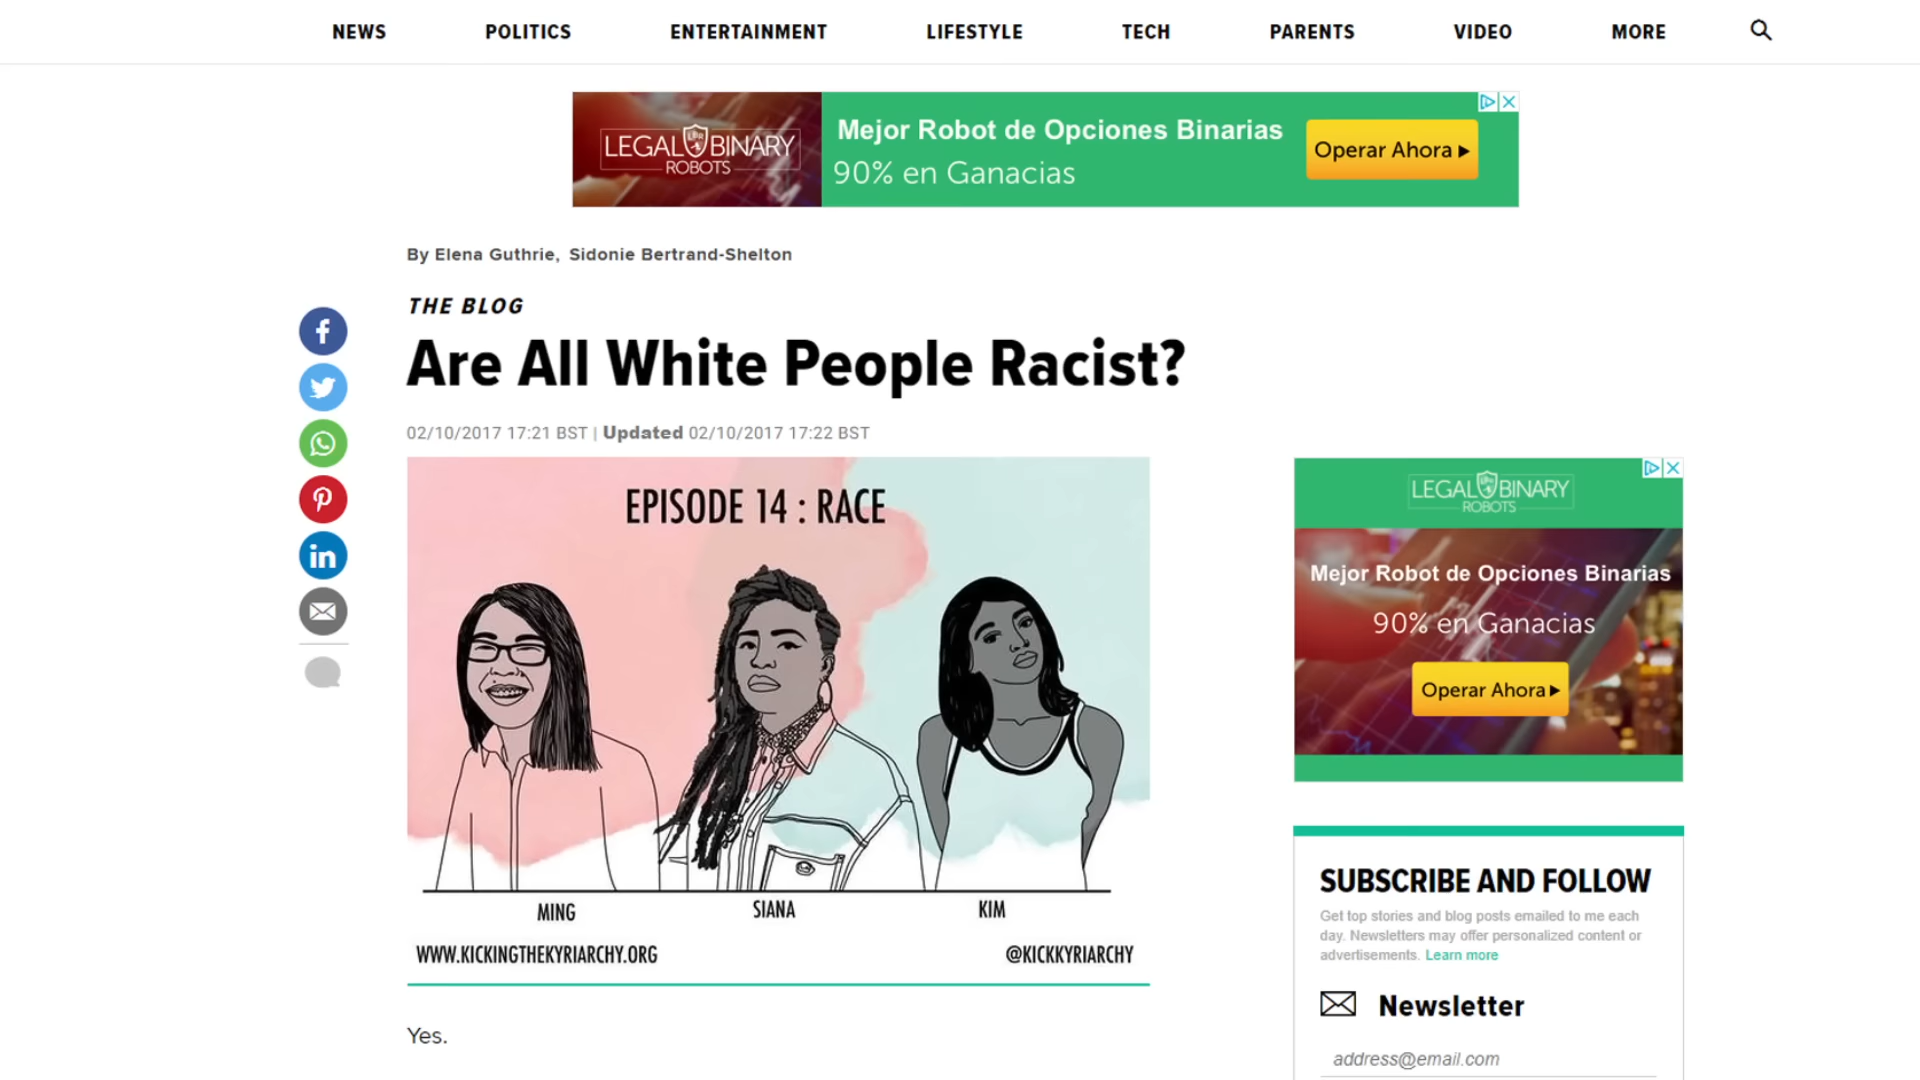 NEWS POLITICS ENTERTAINMENT LIFESTYLE TECH PARENTS VIDEO MORE
LEGAL BINARY
ROBOTS
Mejor Robot de Opciones Binarias
90% en Ganacias
Operar Ahora
By Elena Guthrie, Sidonie Bertrand-Shelton
THE BLOG
Are All White People Racist?
02/10/2017 17:21 BST | Updated 02/10/2017 17:22 BST
EPISODE 14 : RACE
MING SIANA KIM
WWW.KICKINGTHEKYRIARCHY.ORG @KICKKYRIARCHY
Yes.
LEGAL BINARY
ROBOTS
Mejor Robot de Opciones Binarias
90% en Ganacias
Operar Ahora
SUBSCRIBE AND FOLLOW
Get top stories and blog posts emailed to me each
day. Newsletters may offer personalized content or
advertisements. Learn more
Newsletter
address@email.com